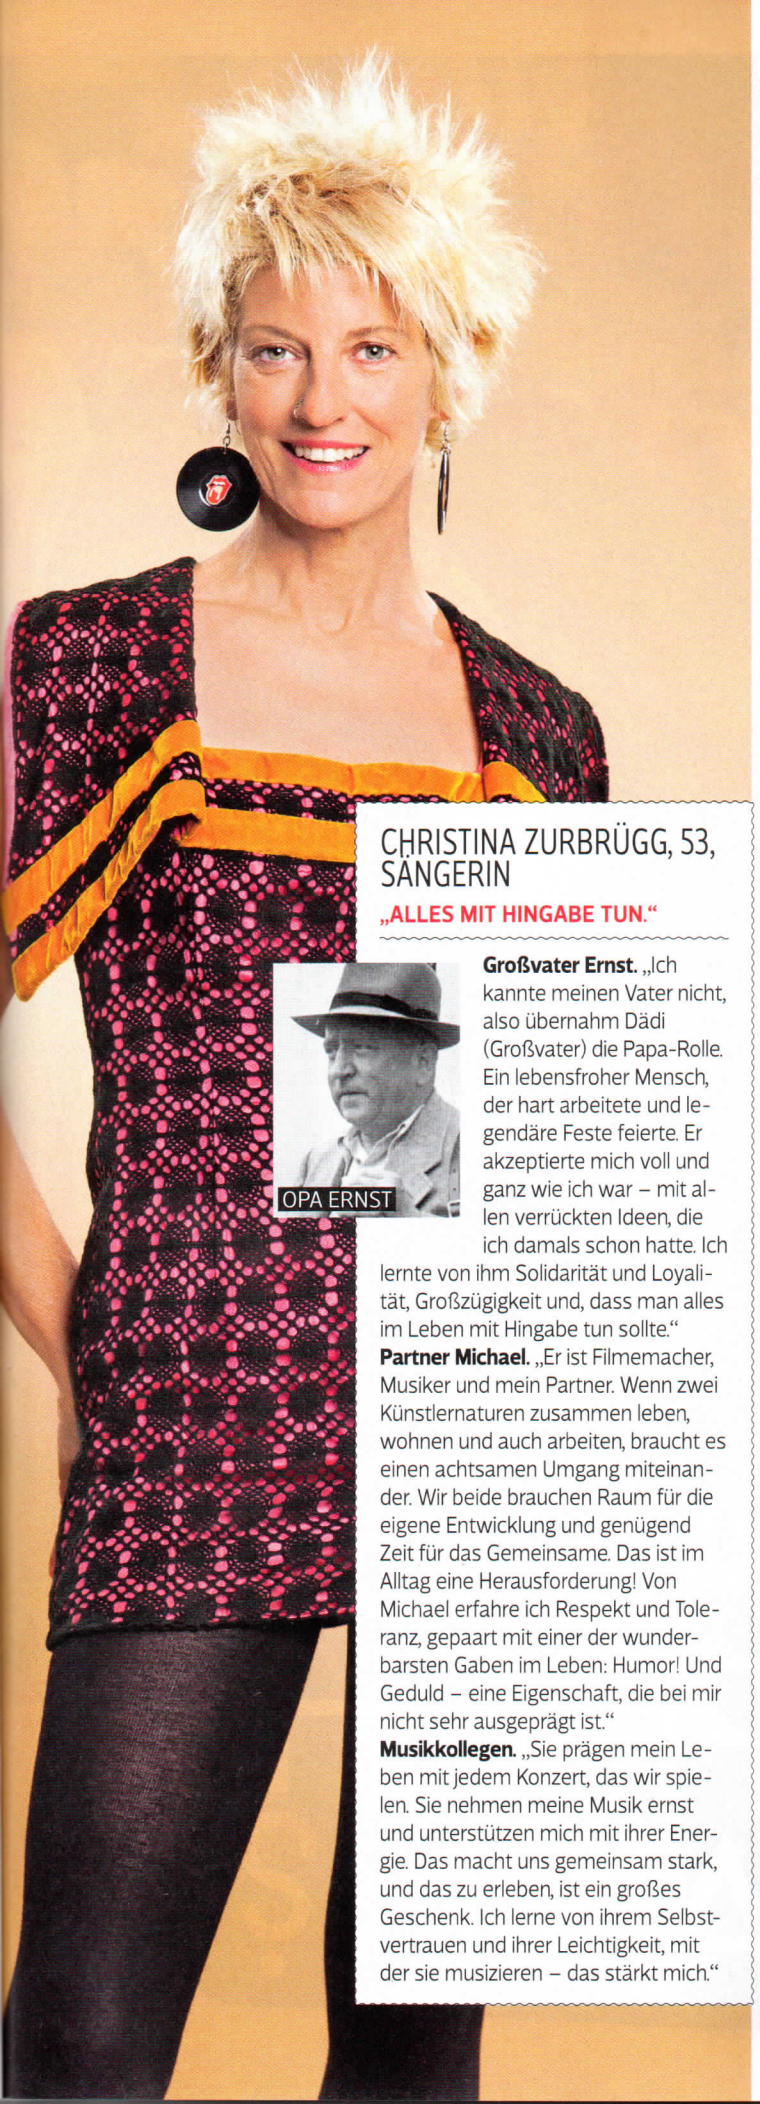 CHRISTINA ZURBRÜGG, 53,
SÄNGERIN
„ALLES MIT HINGABE TUN.“
OPA ERNST
Großvater Ernst. „Ich
kannte meinen Vater nicht,
also übernahm Dädi
(Großvater) die Papa-Rolle.
Ein lebensfroher Mensch,
der hart arbeitete und le-
gendäre Feste feierte. Er
akzeptierte mich voll und
ganz wie ich war – mit al-
len verrückten Ideen, die
ich damals schon hatte. Ich
lernte von ihm Solidarität und Loyali-
tät, Großzügigkeit und, dass man alles
im Leben mit Hingabe tun sollte.“
Partner Michael. „Er ist Filmemacher,
Musiker und mein Partner. Wenn zwei
Künstlernaturen zusammen leben,
wohnen und auch arbeiten, braucht es
einen achtsamen Umgang miteinan-
der. Wir beide brauchen Raum für die
eigene Entwicklung und genügend
Zeit für das Gemeinsame. Das ist im
Alltag eine Herausforderung! Von
Michael erfahre ich Respekt und Tole-
ranz, gepaart mit einer der wunder-
barsten Gaben im Leben: Humor! Und
Geduld – eine Eigenschaft, die bei mir
nicht sehr ausgeprägt ist.“
Musikkollegen. „Sie prägen mein Le-
ben mit jedem Konzert, das wir spie-
len. Sie nehmen meine Musik ernst
und unterstützen mich mit ihrer Ener-
gie. Das macht uns gemeinsam stark,
und das zu erleben, ist ein großes
Geschenk. Ich lerne von ihrem Selbst-
vertrauen und ihrer Leichtigkeit, mit
der sie musizieren – das stärkt mich.“